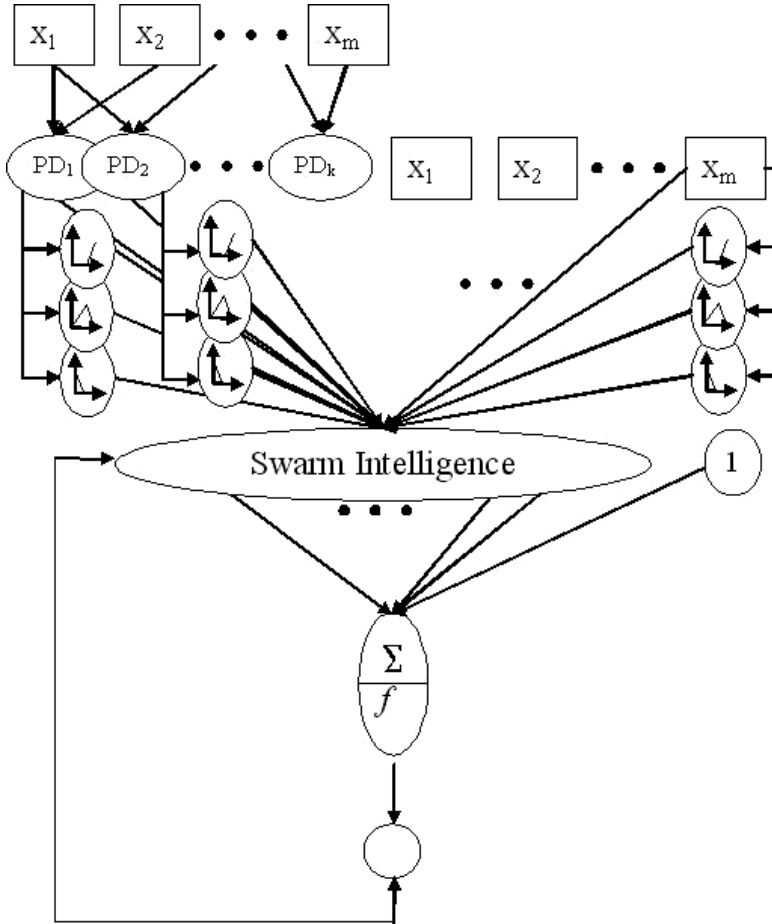 X1 X2 • • • Xm
PD1 PD2 • • • PDk X1 X2 • • • Xm
• • •
Swarm Intelligence 1
• • •
Σ
f